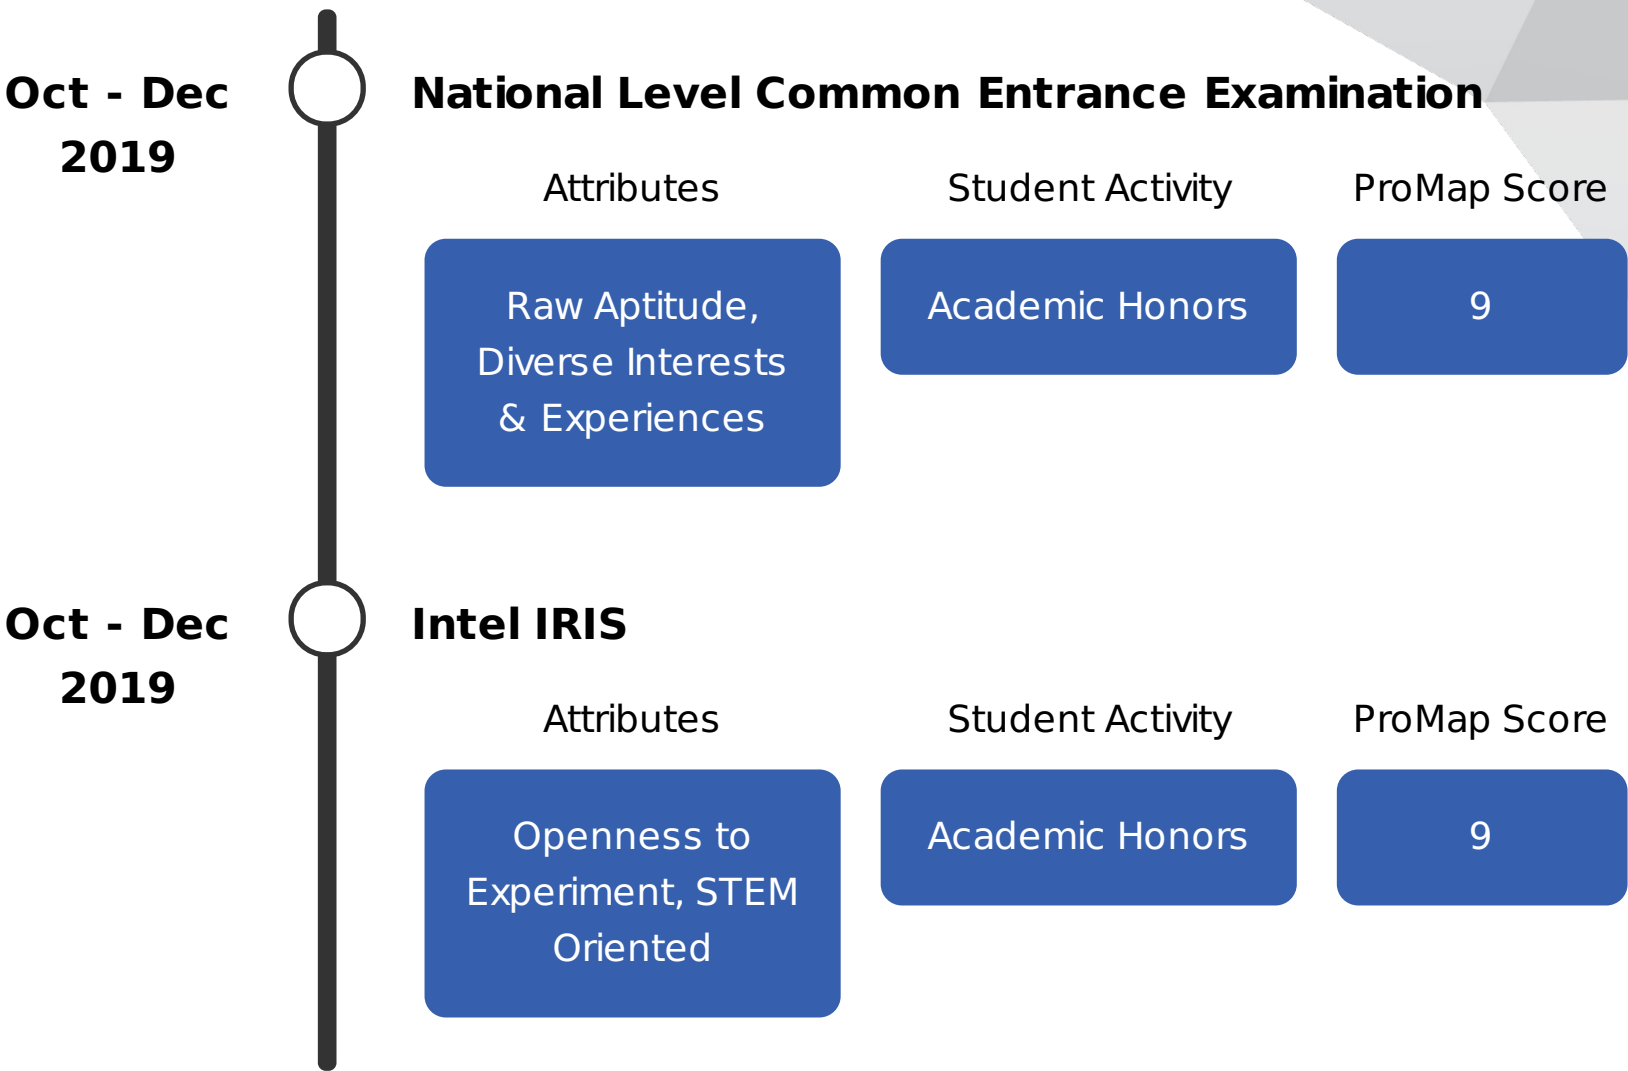 Oct - Dec
2019
National Level Common Entrance Examination
Attributes
Student Activity
ProMap Score
Raw Aptitude,
Diverse Interests
& Experiences
Academic Honors
9
Oct - Dec
2019
Intel IRIS
Attributes
Student Activity
ProMap Score
Openness to
Experiment, STEM
Oriented
Academic Honors
9